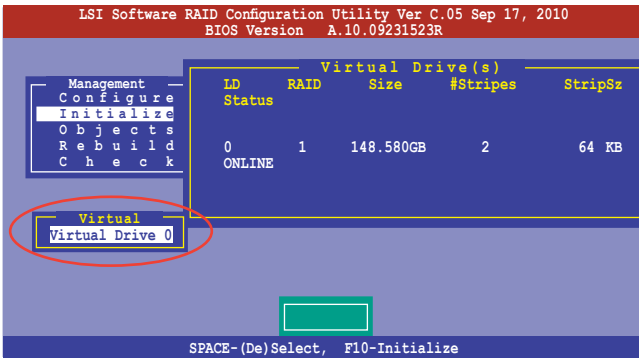 LSI Software RAID Configuration Utility Ver C.05 Sep 17, 2010
BIOS Version A.10.09231523R
Virtual Drive(s)
LD RAID Size #Stripes StripSz
Status
0 1 148.580GB 2 64 KB
ONLINE
Management
Configure
Initialize
Objects
Rebuild
Check
Virtual
Virtual Drive 0
SPACE-(De)Select, F10-Initialize